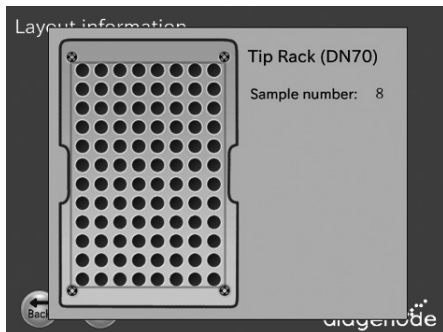 Layout information
Tip Rack (DN70)
Sample number: 8
Back
diagenode